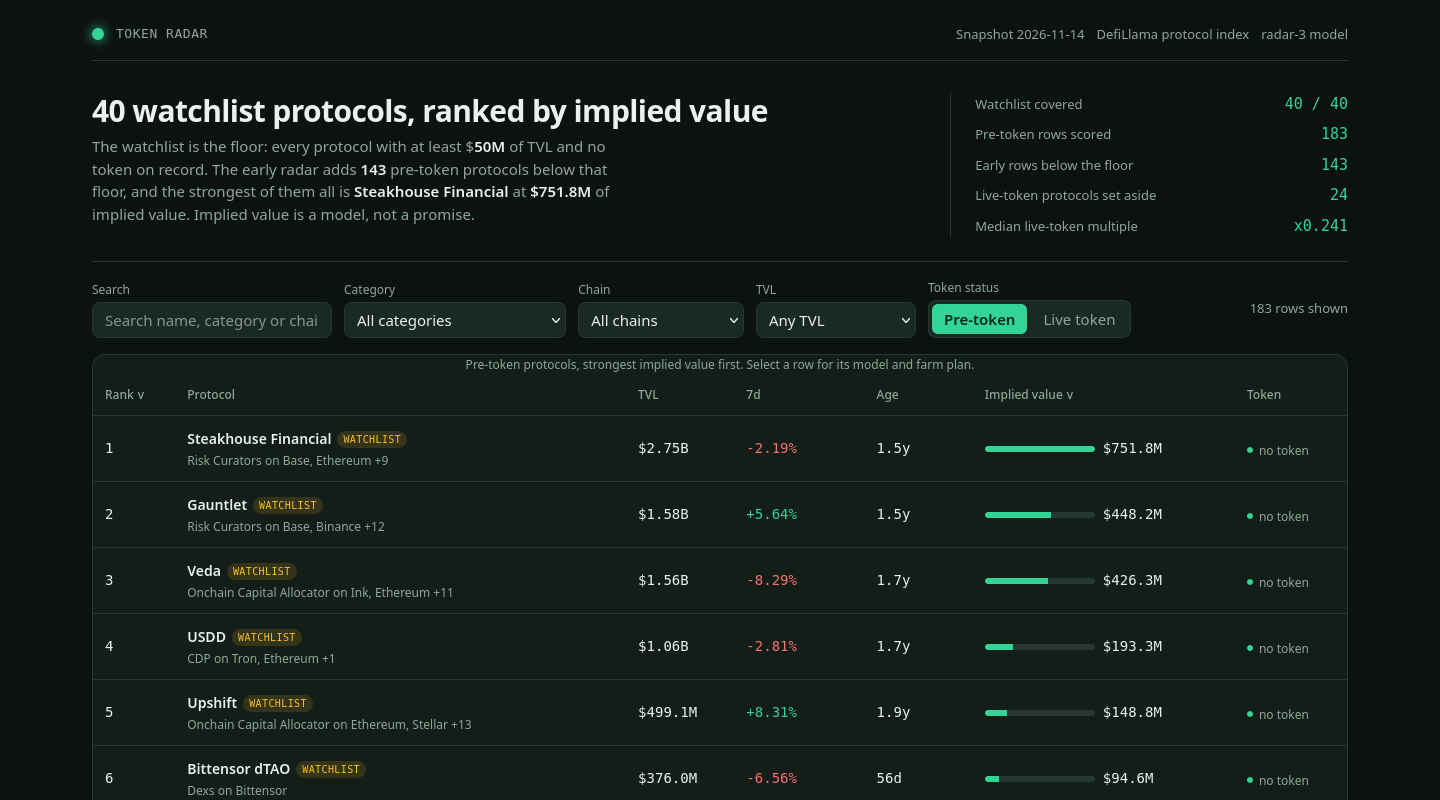 TOKEN RADAR
Snapshot 2026-11-14 DefiLlama protocol index radar-3 model
40 watchlist protocols, ranked by implied value
The watchlist is the floor: every protocol with at least $50M of TVL and no
token on record. The early radar adds 143 pre-token protocols below that
floor, and the strongest of them all is Steakhouse Financial at $751.8M of
implied value. Implied value is a model, not a promise.
Watchlist covered 40 / 40
Pre-token rows scored 183
Early rows below the floor 143
Live-token protocols set aside 24
Median live-token multiple x0.241
Search Category Chain TVL Token status
Search name, category or chai All categories All chains Any TVL Pre-token Live token 183 rows shown
Pre-token protocols, strongest implied value first. Select a row for its model and farm plan.
Rank v Protocol TVL 7d Age Implied value v Token
1 Steakhouse Financial WATCHLIST $2.75B -2.19% 1.5y $751.8M no token
Risk Curators on Base, Ethereum +9
2 Gauntlet WATCHLIST $1.58B +5.64% 1.5y $448.2M no token
Risk Curators on Base, Binance +12
3 Veda WATCHLIST $1.56B -8.29% 1.7y $426.3M no token
Onchain Capital Allocator on Ink, Ethereum +11
4 USDD WATCHLIST $1.06B -2.81% 1.7y $193.3M no token
CDP on Tron, Ethereum +1
5 Upshift WATCHLIST $499.1M +8.31% 1.9y $148.8M no token
Onchain Capital Allocator on Ethereum, Stellar +13
6 Bittensor dTAO WATCHLIST $376.0M -6.56% 56d $94.6M no token
Dexs on Bittensor